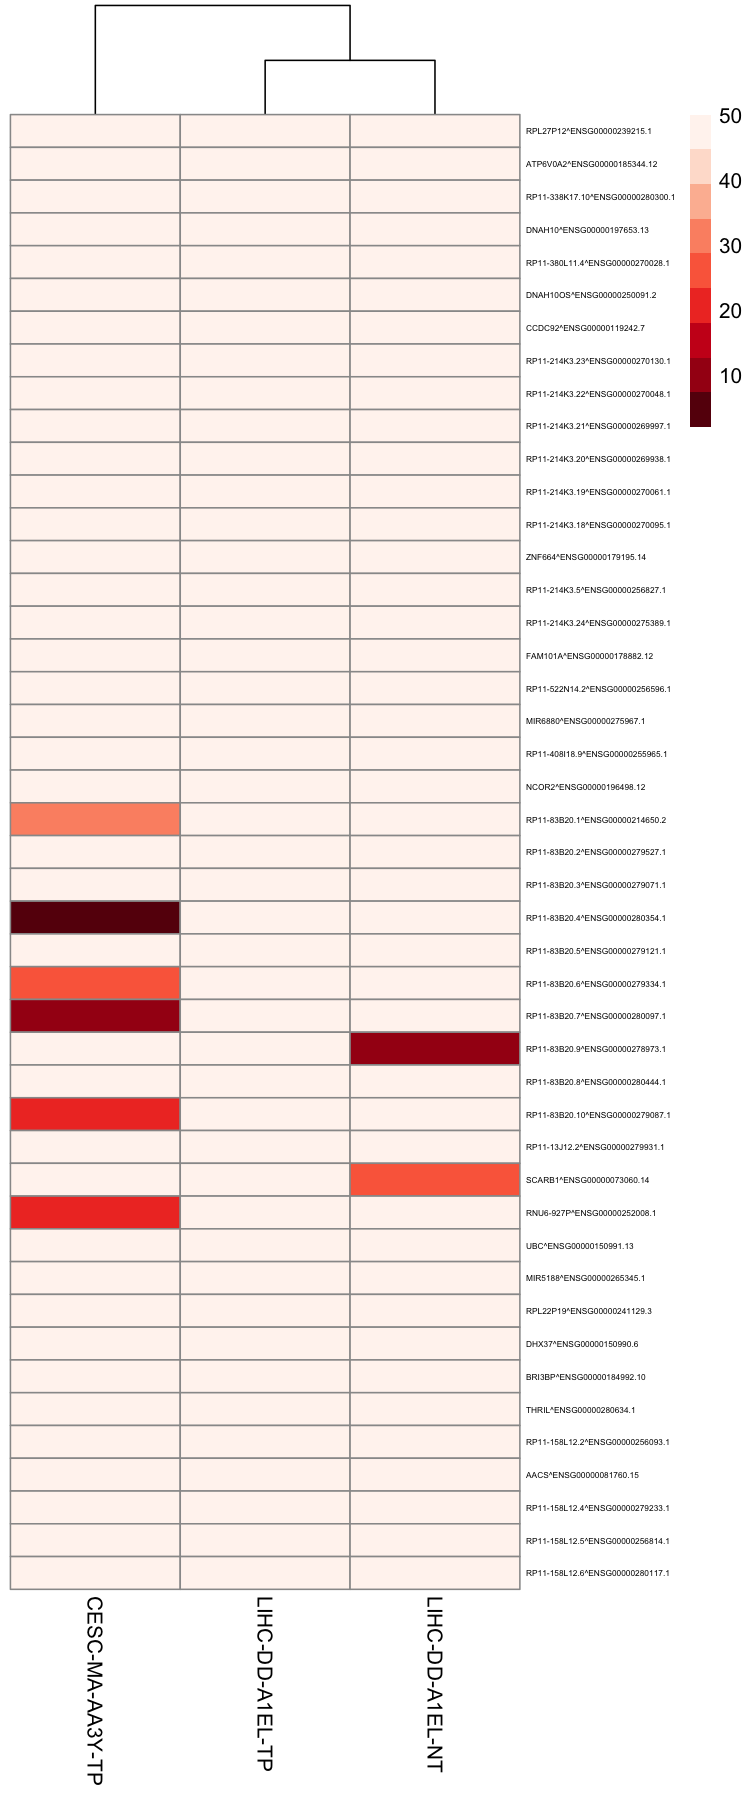 RPL27P12^ENSG00000239215.1
ATP6V0A2^ENSG00000185344.12
RP11-338K17.10^ENSG00000280300.1
DNAH10^ENSG00000197653.13
RP11-380L11.4^ENSG00000270028.1
DNAH10OS^ENSG00000250091.2
CCDC92^ENSG00000119242.7
RP11-214K3.23^ENSG00000270130.1
RP11-214K3.22^ENSG00000270048.1
RP11-214K3.21^ENSG00000269997.1
RP11-214K3.20^ENSG00000269938.1
RP11-214K3.19^ENSG00000270061.1
RP11-214K3.18^ENSG00000270095.1
ZNF664^ENSG00000179195.14
RP11-214K3.5^ENSG00000256827.1
RP11-214K3.24^ENSG00000275389.1
FAM101A^ENSG00000178882.12
RP11-522N14.2^ENSG00000256596.1
MIR6880^ENSG00000275967.1
RP11-408I18.9^ENSG00000255965.1
NCOR2^ENSG00000196498.12
RP11-83B20.1^ENSG00000214650.2
RP11-83B20.2^ENSG00000279527.1
RP11-83B20.3^ENSG00000279071.1
RP11-83B20.4^ENSG00000280354.1
RP11-83B20.5^ENSG00000279121.1
RP11-83B20.6^ENSG00000279334.1
RP11-83B20.7^ENSG00000280097.1
RP11-83B20.9^ENSG00000278973.1
RP11-83B20.8^ENSG00000280444.1
RP11-83B20.10^ENSG00000279087.1
RP11-13J12.2^ENSG00000279931.1
SCARB1^ENSG00000073060.14
RNU6-927P^ENSG00000252008.1
UBC^ENSG00000150991.13
MIR5188^ENSG00000265345.1
RPL22P19^ENSG00000241129.3
DHX37^ENSG00000150990.6
BRI3BP^ENSG00000184992.10
THRIL^ENSG00000280634.1
RP11-158L12.2^ENSG00000256093.1
AACS^ENSG00000081760.15
RP11-158L12.4^ENSG00000279233.1
RP11-158L12.5^ENSG00000256814.1
RP11-158L12.6^ENSG00000280117.1
50
40
30
20
10
CESC-MA-AA3Y-TP
LIHC-DD-A1EL-TP
LIHC-DD-A1EL-NT